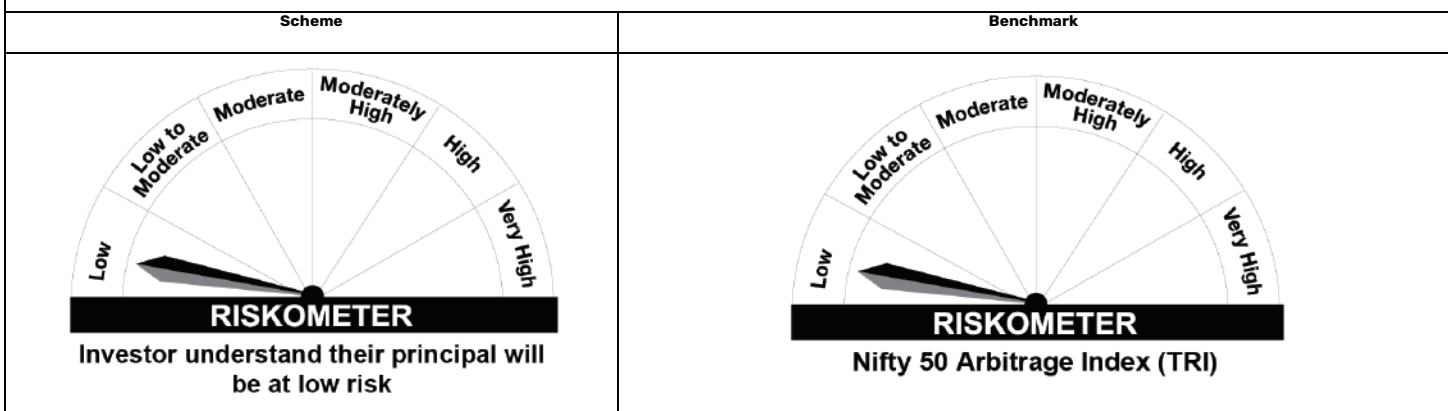 Scheme
Benchmark
Low
Low to
Moderate
Moderate
Moderately
High
High
Very High
RISKOMETER
Investor understand their principal will
be at low risk
Low
Low to
Moderate
Moderate
Moderately
High
High
Very High
RISKOMETER
Nifty 50 Arbitrage Index (TRI)